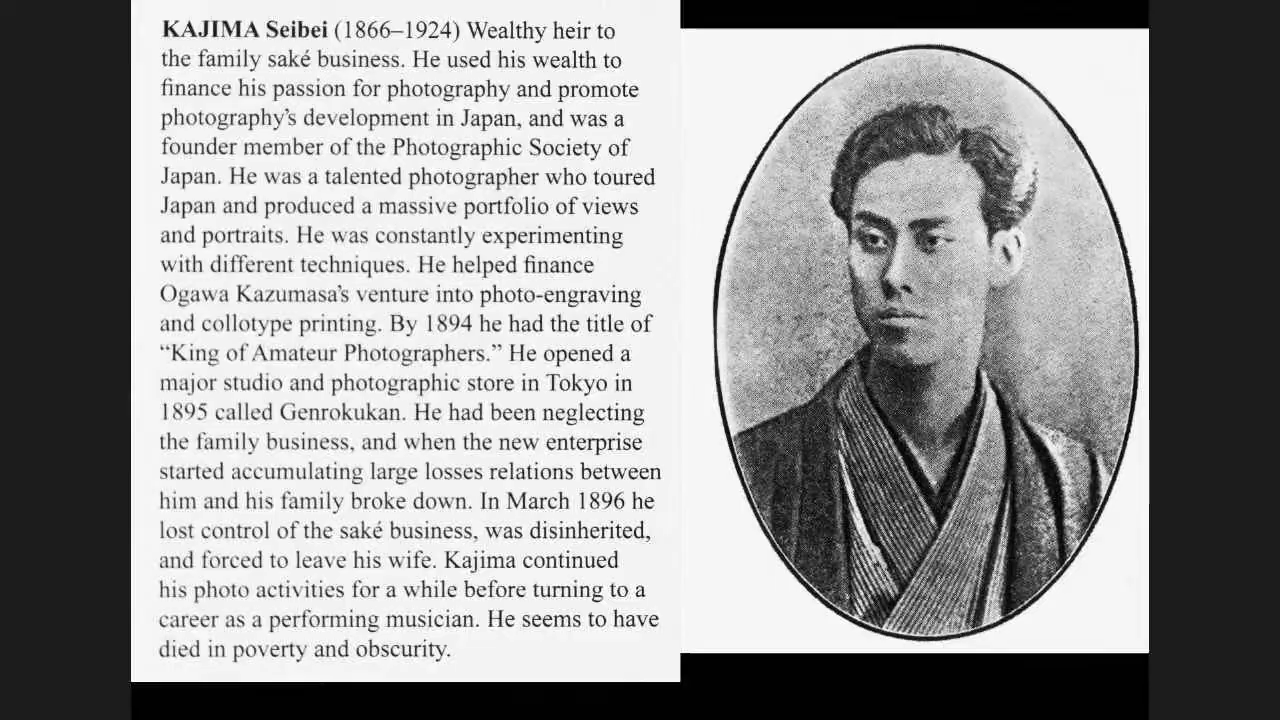 KAJIMA Seibei (1866–1924) Wealthy heir to
the family saké business. He used his wealth to
finance his passion for photography and promote
photography’s development in Japan, and was a
founder member of the Photographic Society of
Japan. He was a talented photographer who toured
Japan and produced a massive portfolio of views
and portraits. He was constantly experimenting
with different techniques. He helped finance
Ogawa Kazumasa’s venture into photo-engraving
and collotype printing. By 1894 he had the title of
“King of Amateur Photographers.” He opened a
major studio and photographic store in Tokyo in
1895 called Genrokukan. He had been neglecting
the family business, and when the new enterprise
started accumulating large losses relations between
him and his family broke down. In March 1896 he
lost control of the saké business, was disinherited,
and forced to leave his wife. Kajima continued
his photo activities for a while before turning to a
career as a performing musician. He seems to have
died in poverty and obscurity.